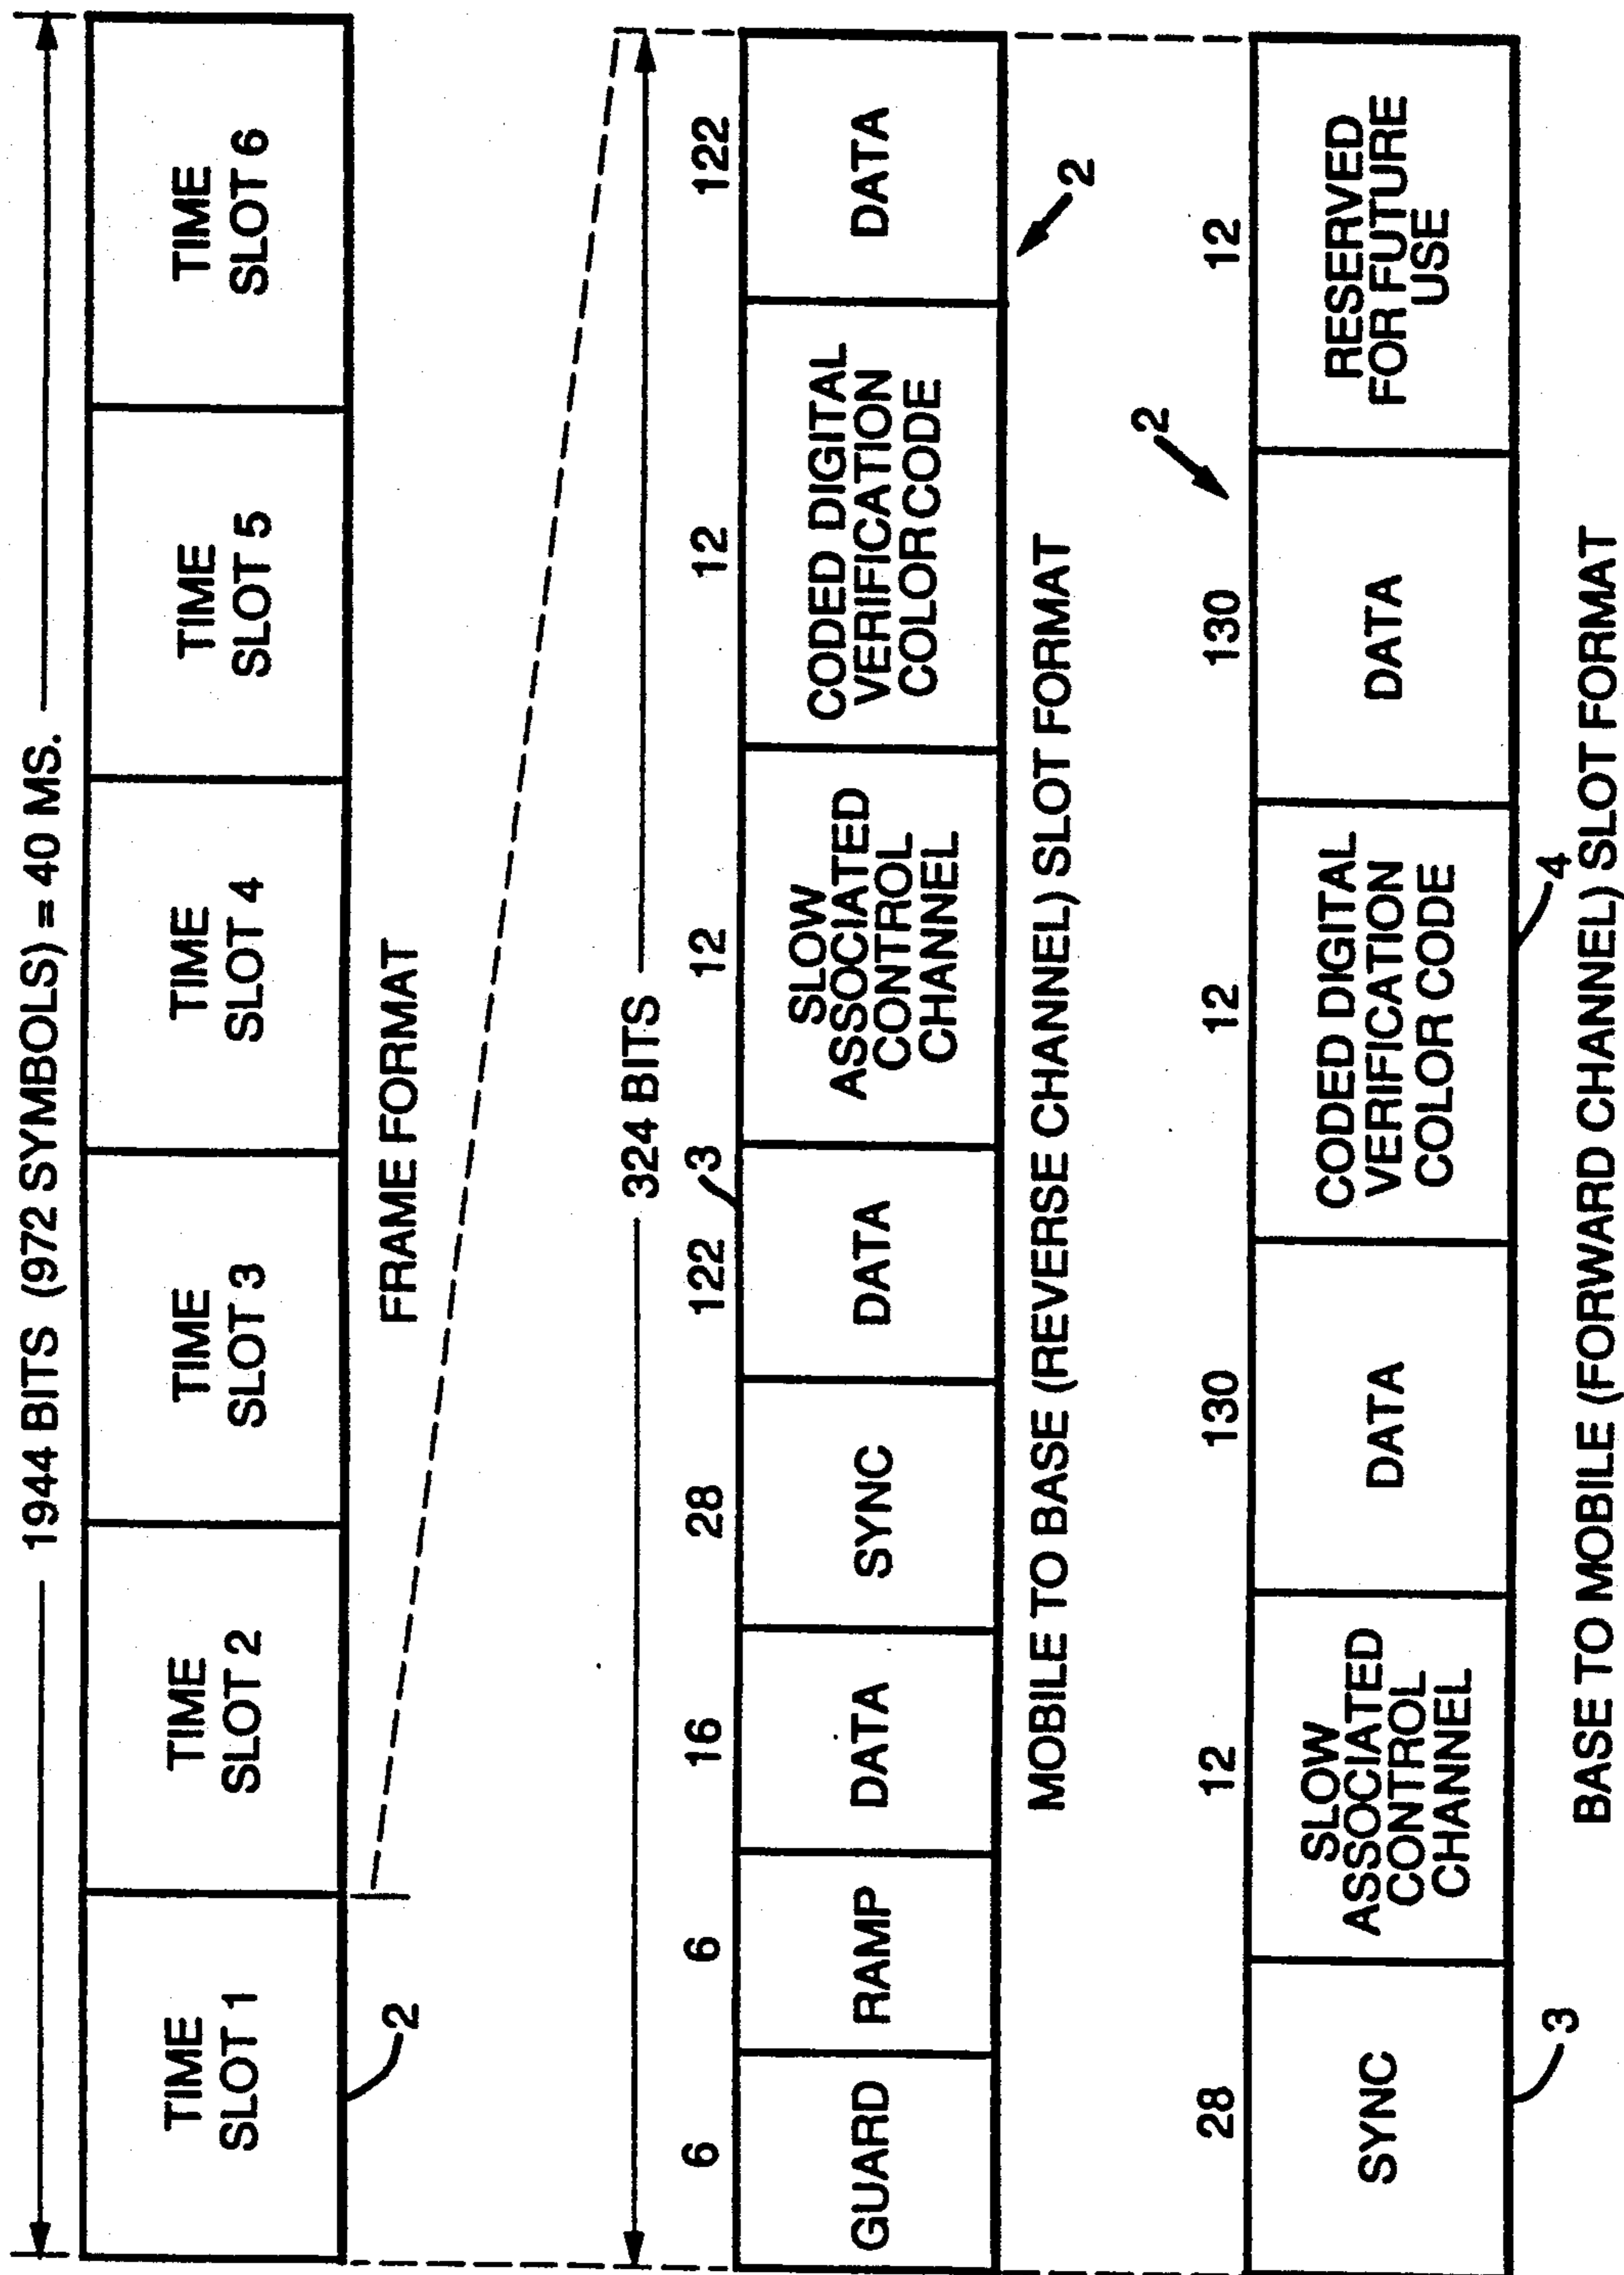 1944 BITS (972 SYMBOLS) = 40 MS.
TIME
SLOT 1
TIME
SLOT 2
TIME
SLOT 3
TIME
SLOT 4
TIME
SLOT 5
TIME
SLOT 6
2
FRAME FORMAT
324 BITS
6
6
16
28
122
3
12
12
122
GUARD
RAMP
DATA
SYNC
DATA
SLOW
ASSOCIATED
CONTROL
CHANNEL
CODED DIGITAL
VERIFICATION
COLOR CODE
DATA
2
MOBILE TO BASE (REVERSE CHANNEL) SLOT FORMAT
28
12
130
12
130
2
12
SYNC
SLOW
ASSOCIATED
CONTROL
CHANNEL
DATA
CODED DIGITAL
VERIFICATION
COLOR CODE
DATA
RESERVED
FOR FUTURE
USE
3
4
BASE TO MOBILE (FORWARD CHANNEL) SLOT FORMAT